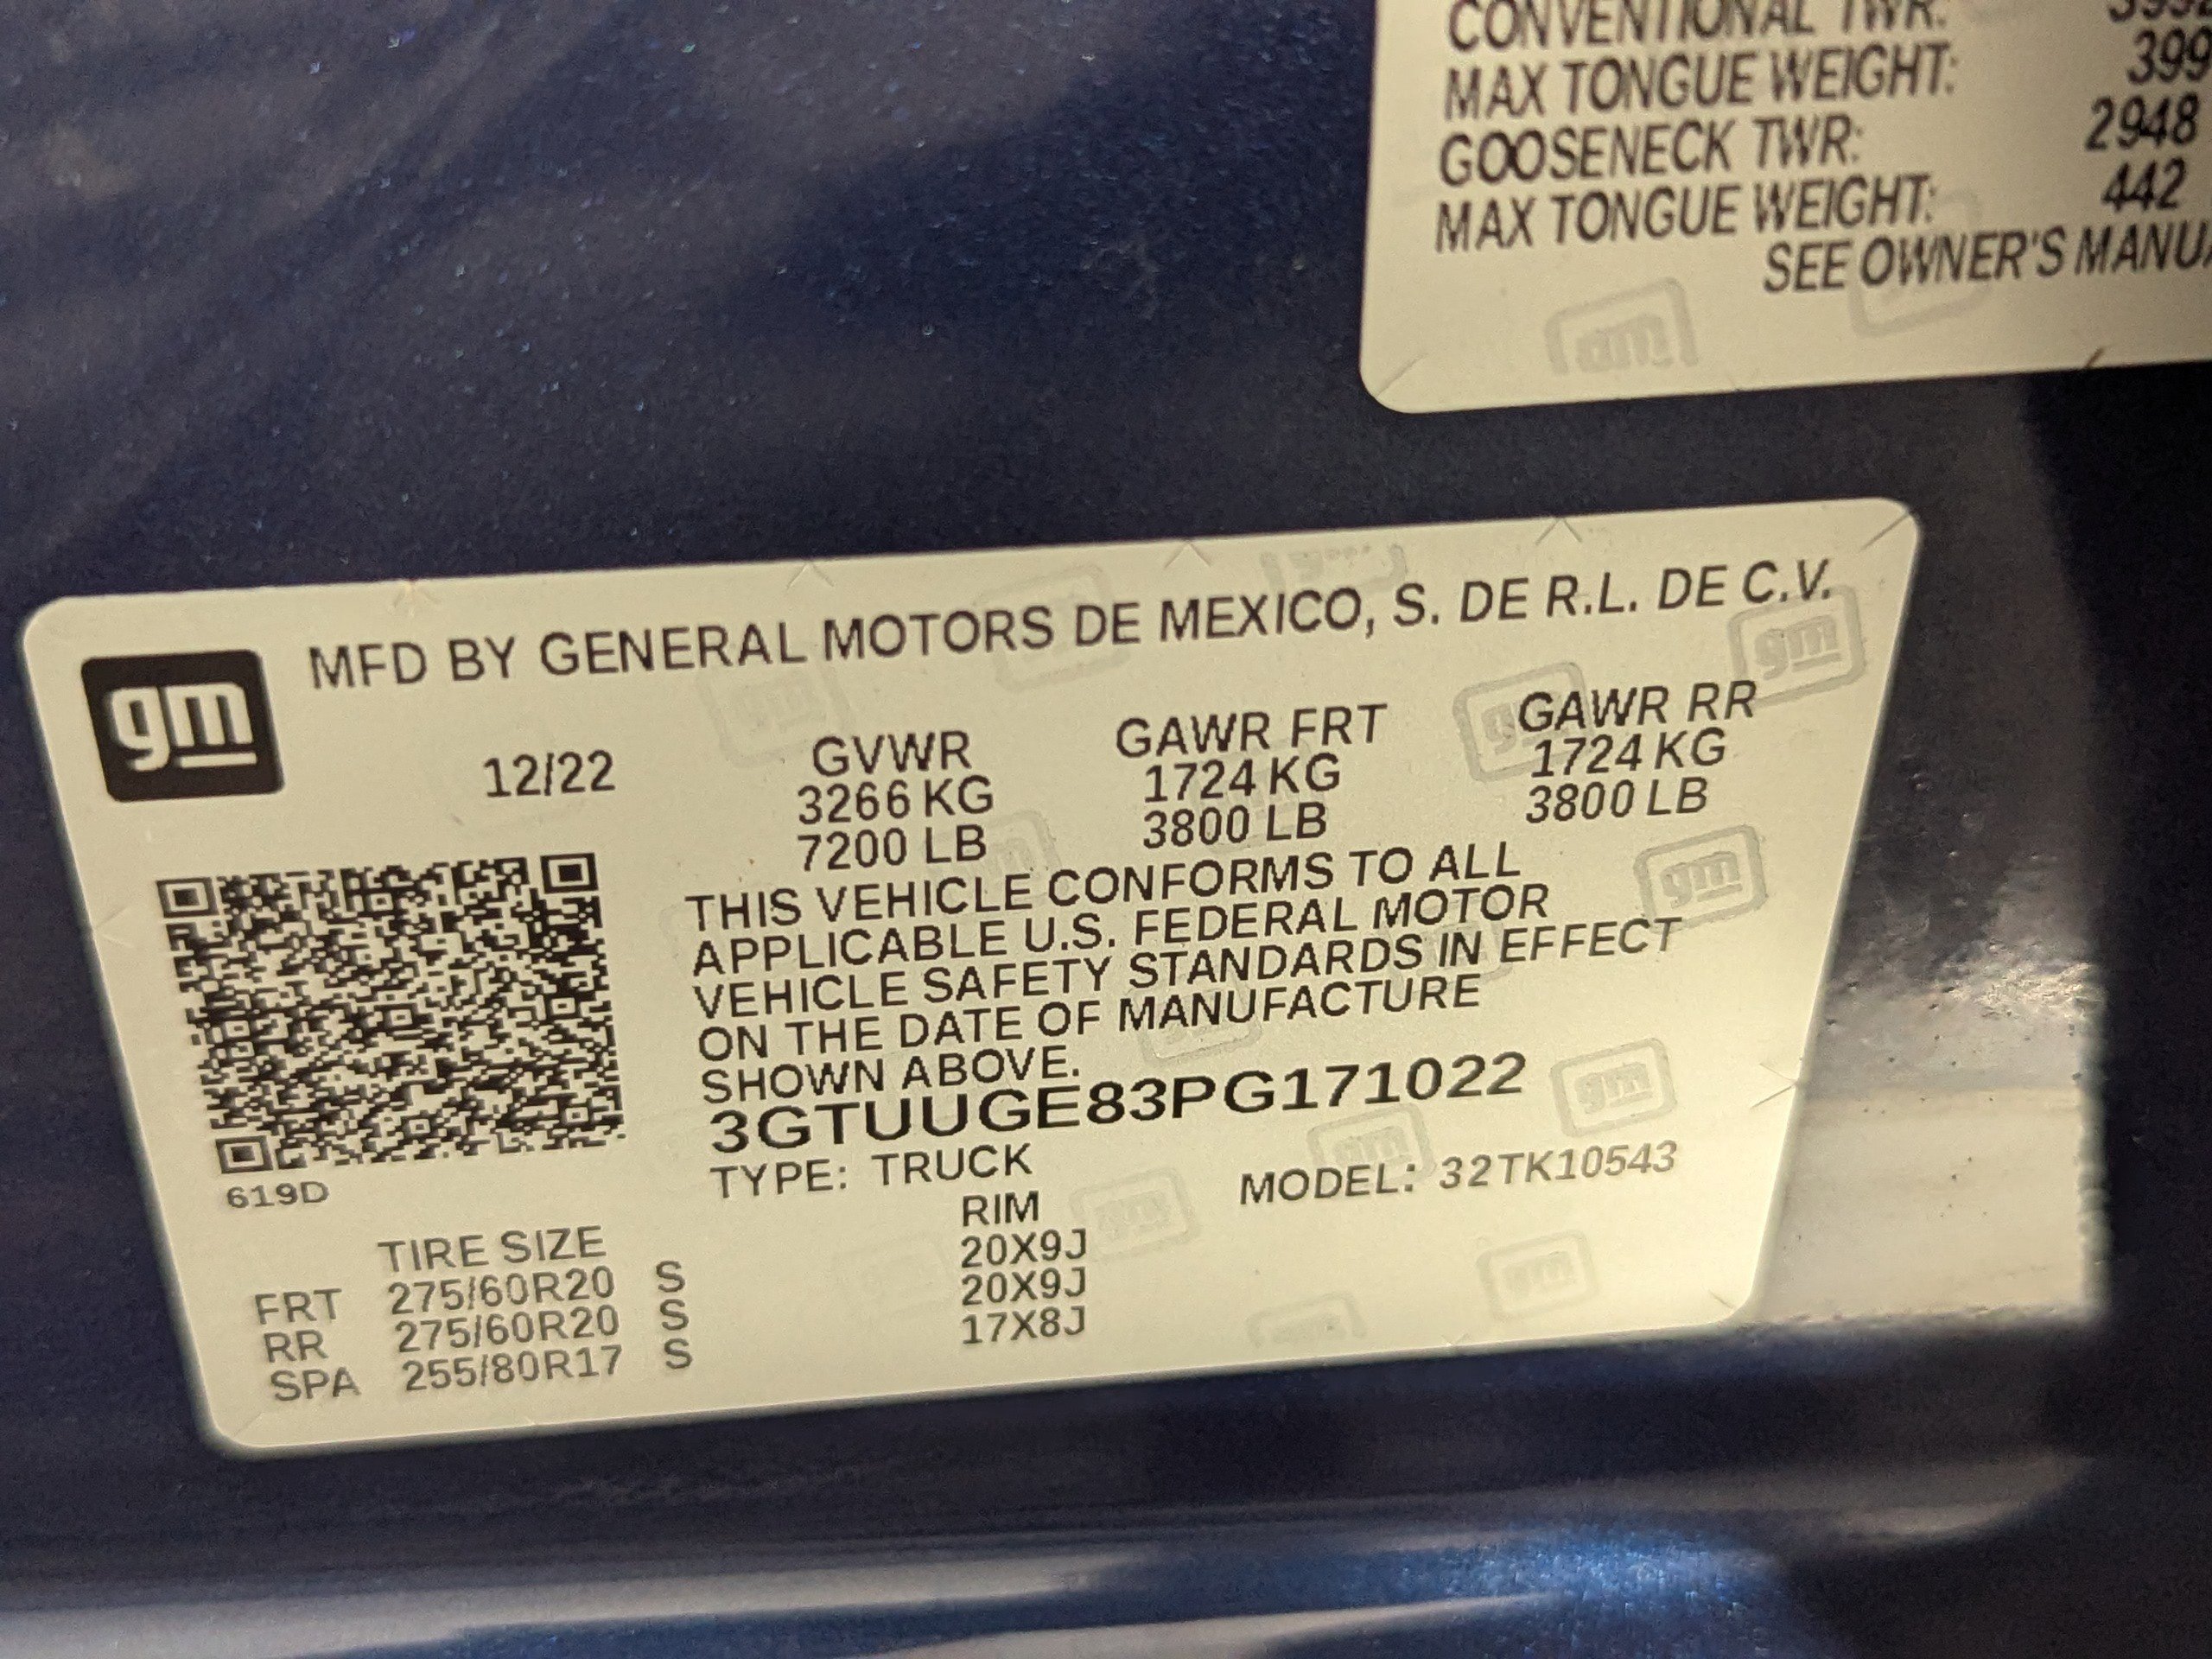 CONVENTIONAL TWR:
MAX TONGUE WEIGHT: 399
GOOSENECK TWR: 2948
MAX TONGUE WEIGHT: 442
SEE OWNER'S
gm
MFD BY GENERAL MOTORS DE MEXICO, S. DE R.L. DE C.V.
12/22 GVWR GAWR FRT GAWR RR
3266 KG 1724 KG 1724 KG
7200 LB 3800 LB 3800 LB
THIS VEHICLE CONFORMS TO ALL
APPLICABLE U.S. FEDERAL MOTOR
VEHICLE SAFETY STANDARDS IN EFFECT
ON THE DATE OF MANUFACTURE
SHOWN ABOVE.
3GTUUGE83PG171022
619D
TYPE: TRUCK MODEL: 32TK10543
TIRE SIZE RIM
FRT 275/60R20 S 20X9J
RR 275/60R20 S 20X9J
SPA 255/80R17 S 17X8J